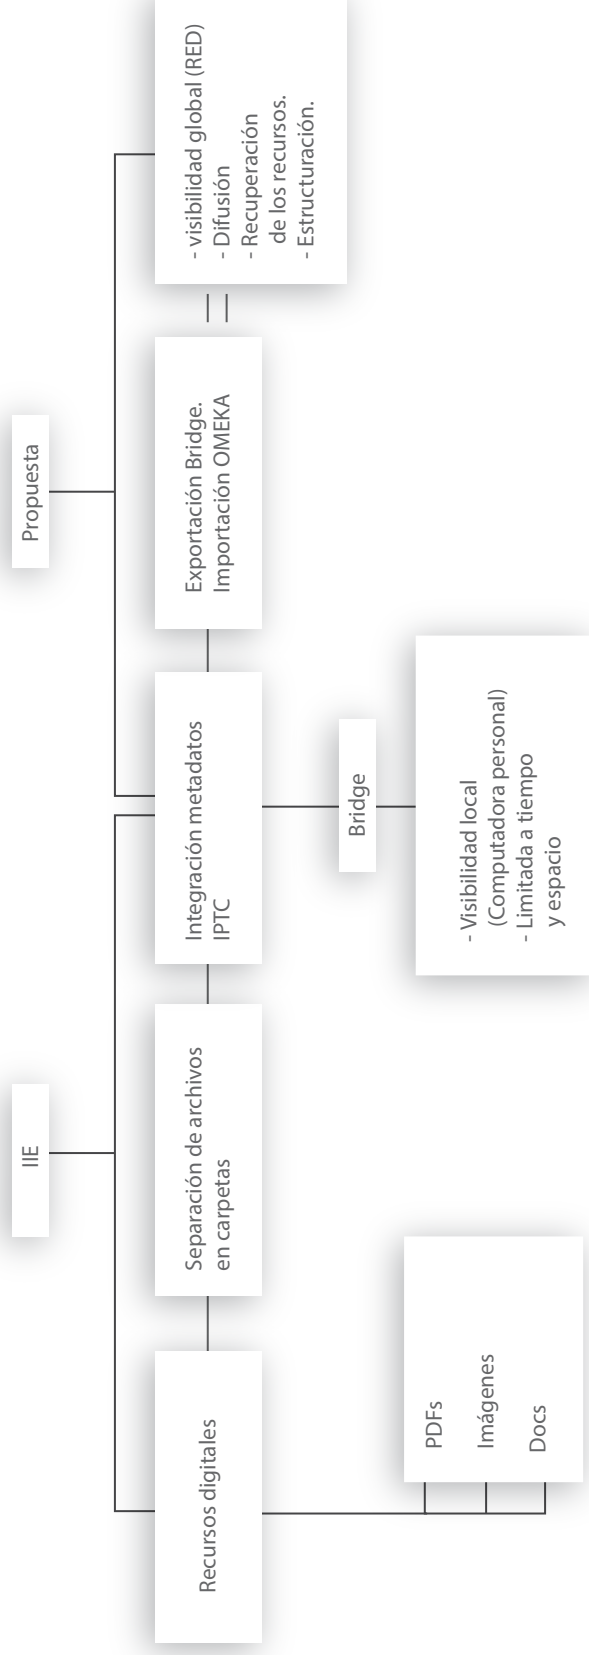 IIE
Propuesta
Recursos digitales
Separación de archivos
en carpetas
Integración metadatos
IPTC
Exportación Bridge.
Importación OMEKA
- visibilidad global (RED)
- Difusión
- Recuperación
de los recursos.
- Estructuración.
PDFs
Imágenes
Docs
Bridge
- Visibilidad local
(Computadora personal)
- Limitada a tiempo
y espacio